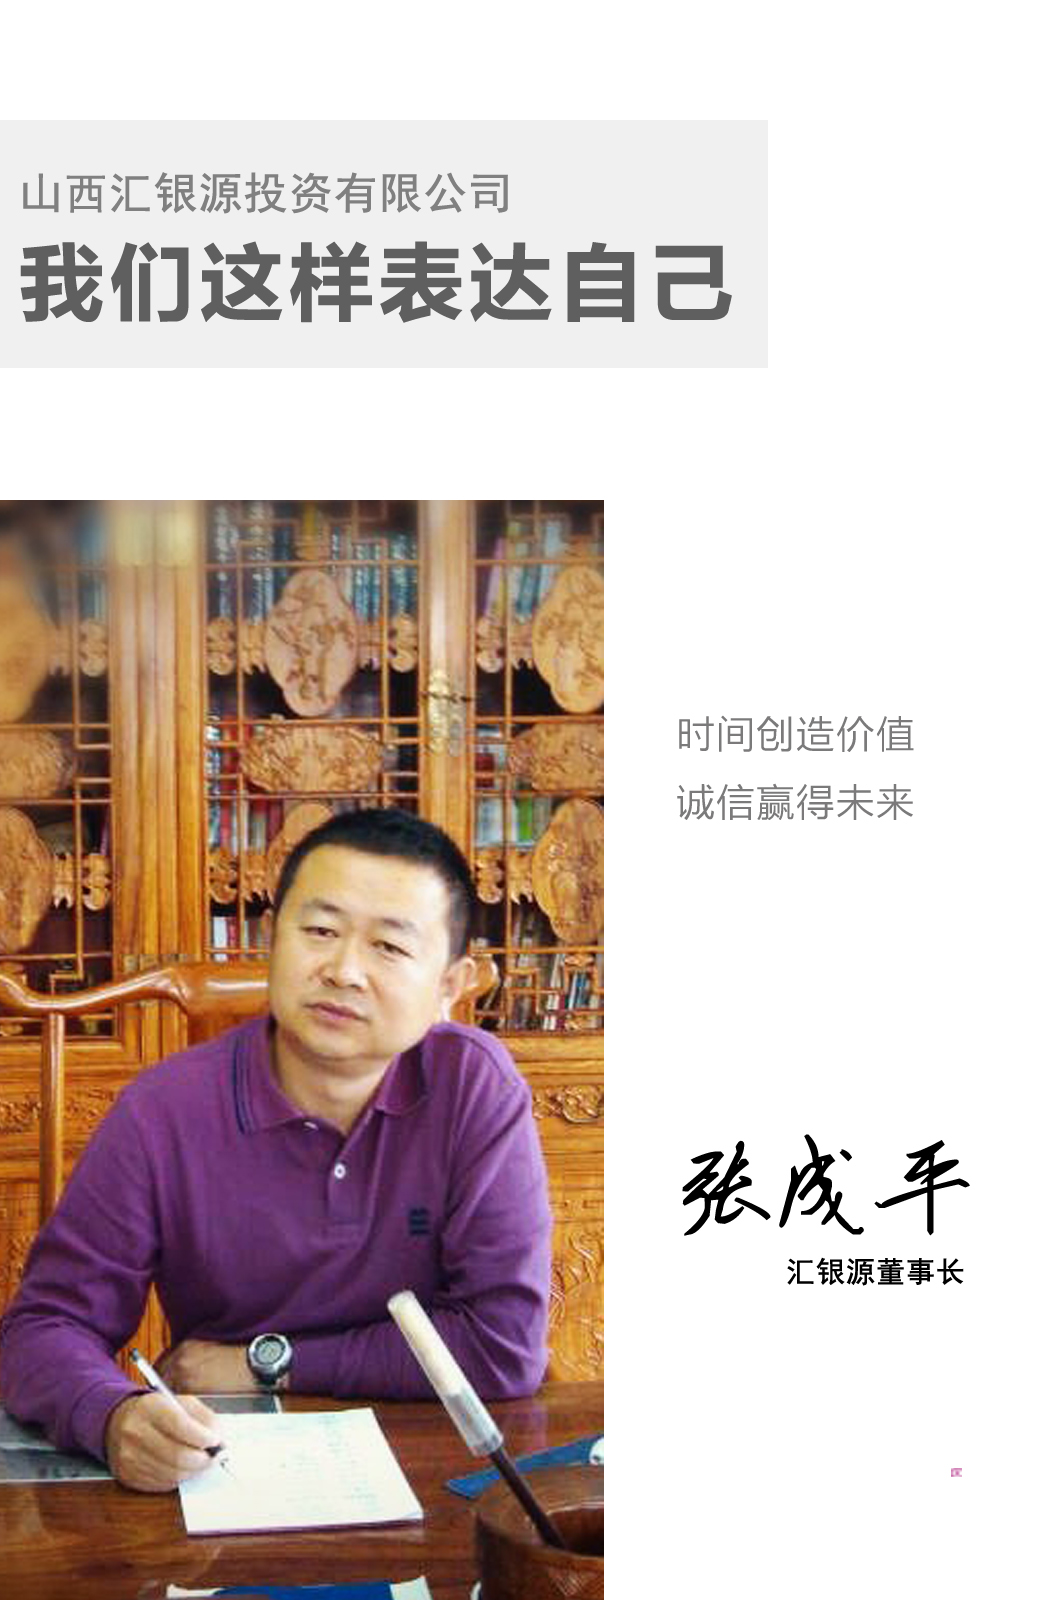 山西汇银源投资有限公司
我们这样表达自己
时间创造价值
诚信赢得未来
张成平
汇银源董事长